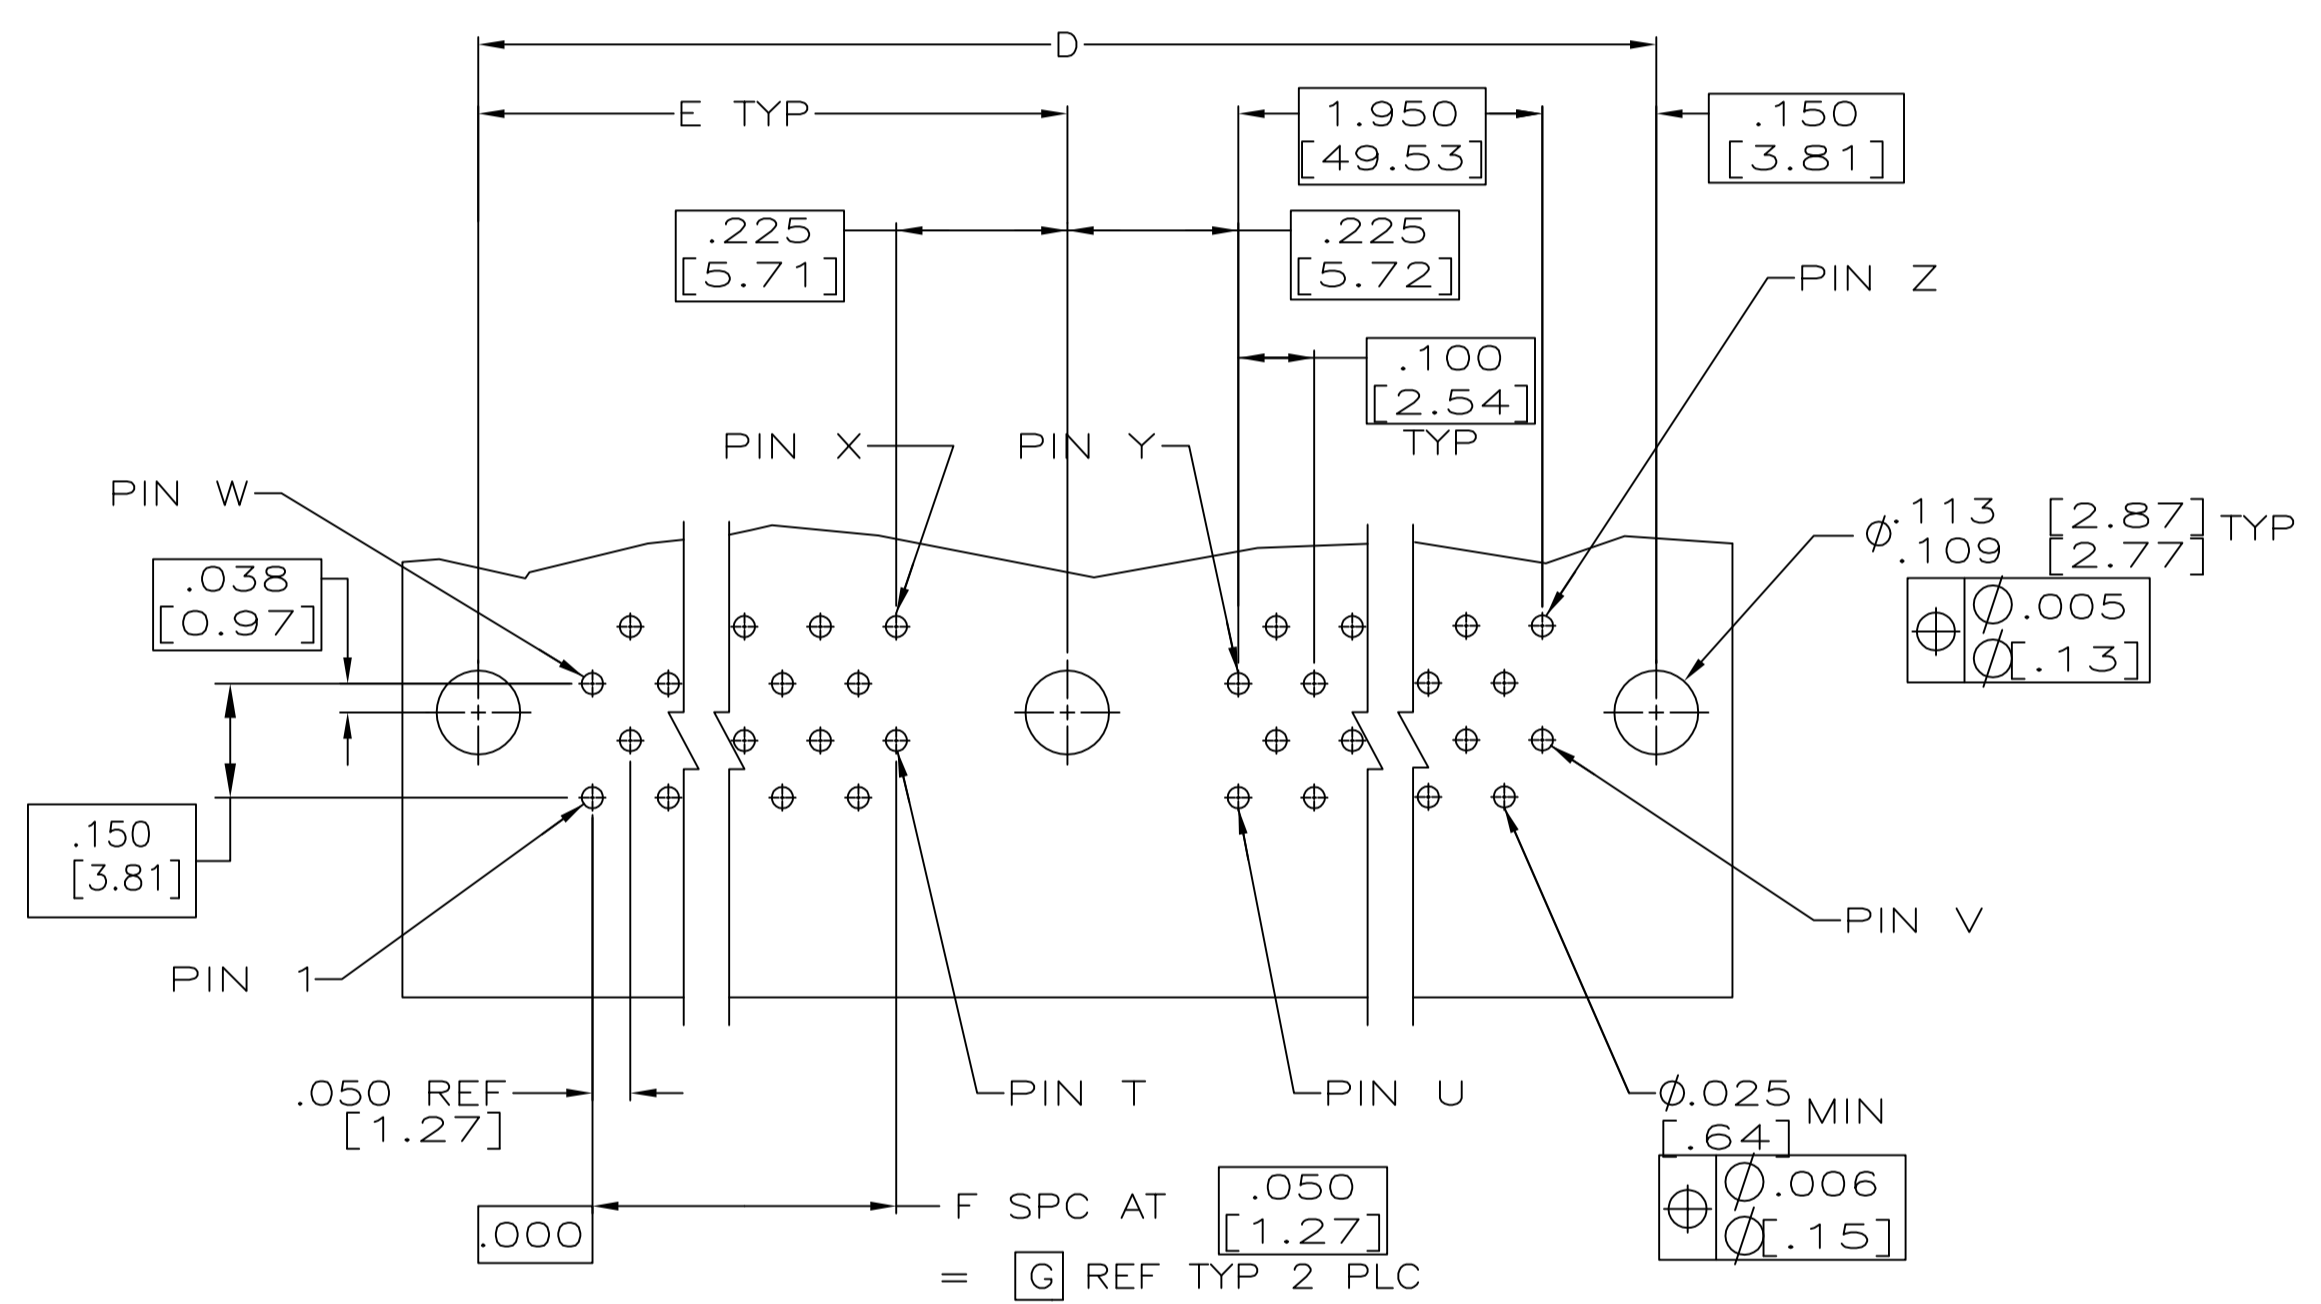 D
E TYP
1.950
[49.53]
.150
[3.81]
.225
[5.71]
.225
[5.72]
PIN Z
.100
[2.54]
TYP
PIN X
PIN Y
PIN W
⌀.113 [2.87] TYP
.109 [2.77]
⌖ ⌀.005
⌀[.13]
.038
[0.97]
.150
[3.81]
PIN V
PIN 1
.050 REF
[1.27]
PIN T
PIN U
⌀.025 MIN
[.64]
⌖ ⌀.006
⌀[.15]
.000
F SPC AT .050
[1.27]
= G REF TYP 2 PLC